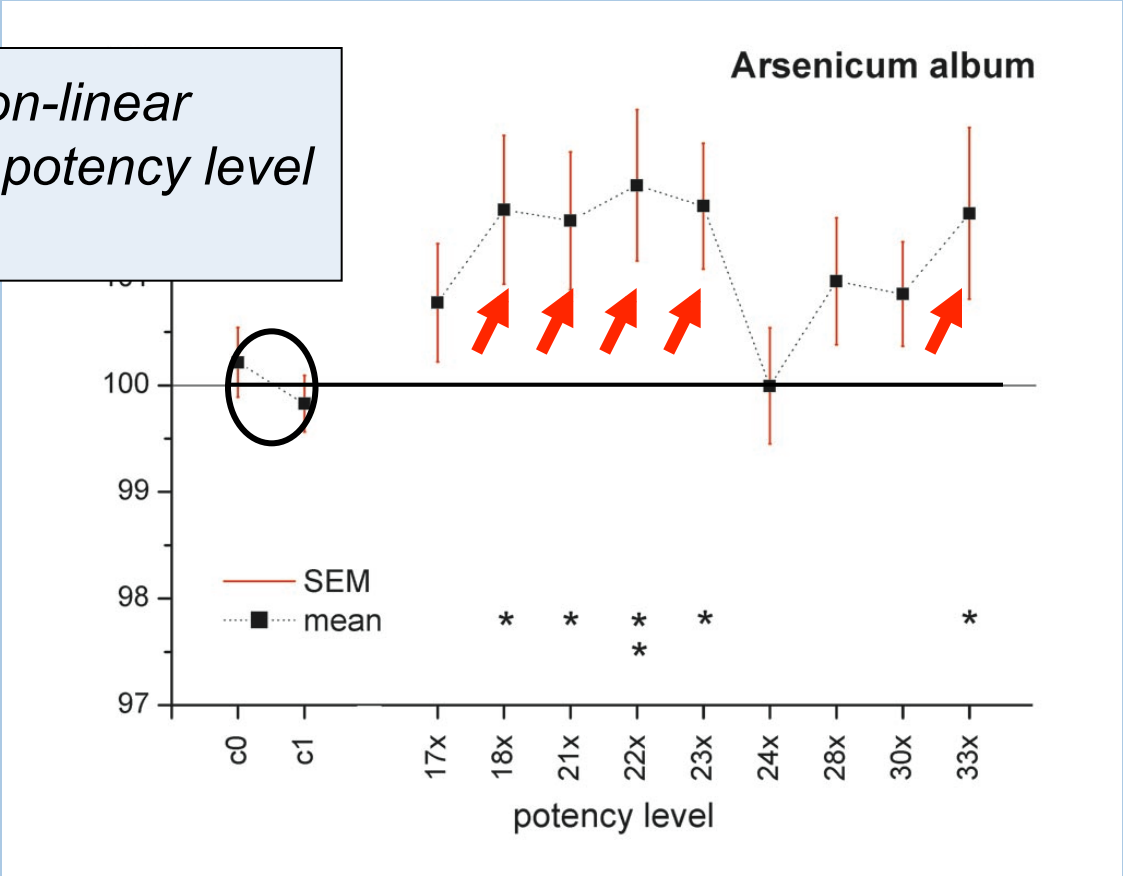 Arsenicum album
on-linear
potency level
100
99
98
97
SEM
mean
* * * * *
*
c0 c1 17x 18x 21x 22x 23x 24x 28x 30x 33x
potency level